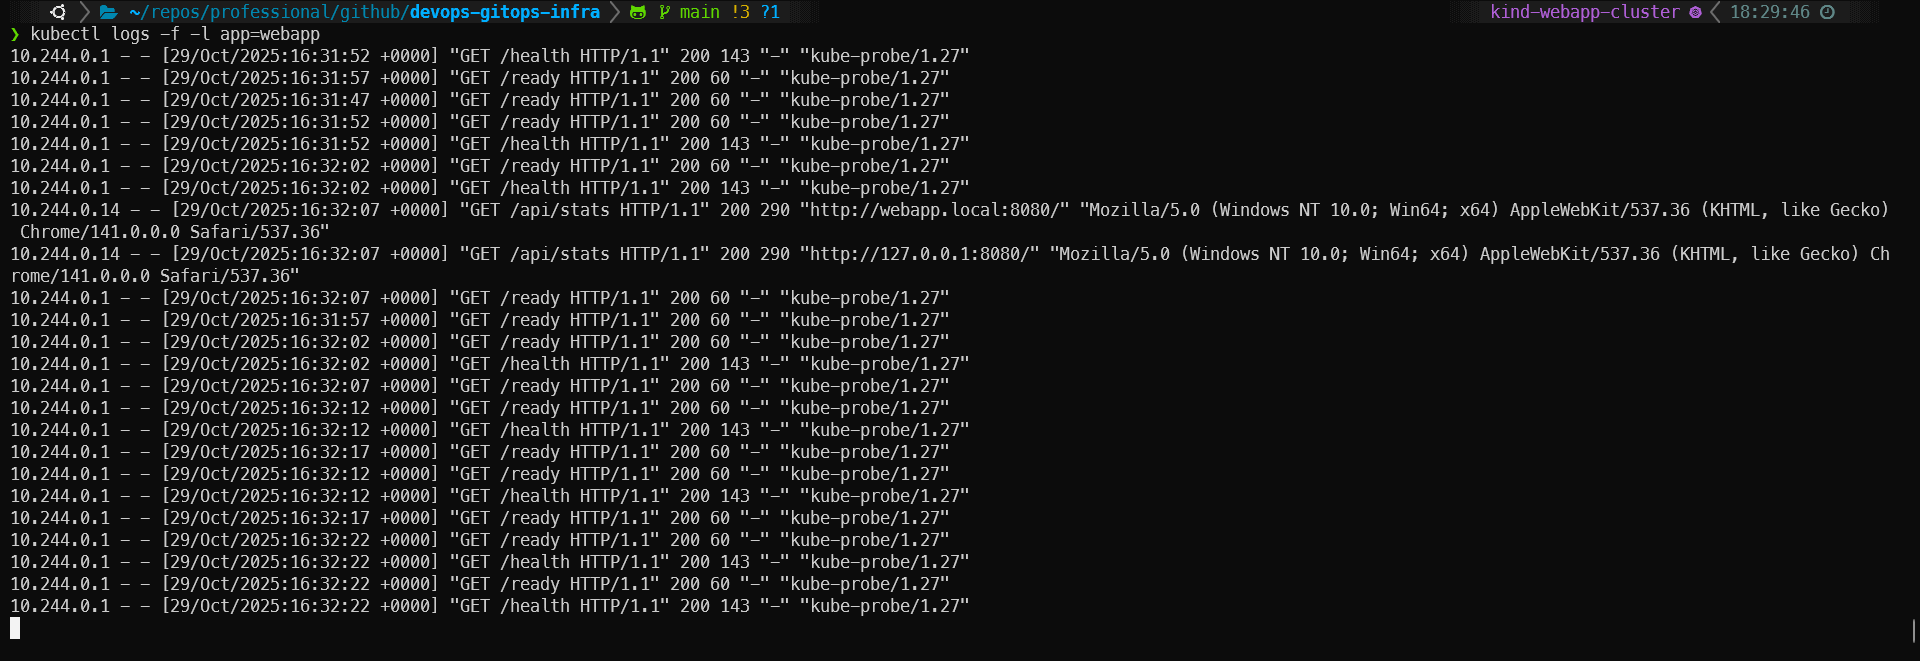 ~/repos/professional/github/devops-gitops-infra main !3 ?1 kind-webapp-cluster 18:29:46
❯ kubectl logs -f -l app=webapp
10.244.0.1 - - [29/Oct/2025:16:31:52 +0000] "GET /health HTTP/1.1" 200 143 "-" "kube-probe/1.27"
10.244.0.1 - - [29/Oct/2025:16:31:57 +0000] "GET /ready HTTP/1.1" 200 60 "-" "kube-probe/1.27"
10.244.0.1 - - [29/Oct/2025:16:31:47 +0000] "GET /ready HTTP/1.1" 200 60 "-" "kube-probe/1.27"
10.244.0.1 - - [29/Oct/2025:16:31:52 +0000] "GET /ready HTTP/1.1" 200 60 "-" "kube-probe/1.27"
10.244.0.1 - - [29/Oct/2025:16:31:52 +0000] "GET /health HTTP/1.1" 200 143 "-" "kube-probe/1.27"
10.244.0.1 - - [29/Oct/2025:16:32:02 +0000] "GET /ready HTTP/1.1" 200 60 "-" "kube-probe/1.27"
10.244.0.1 - - [29/Oct/2025:16:32:02 +0000] "GET /health HTTP/1.1" 200 143 "-" "kube-probe/1.27"
10.244.0.14 - - [29/Oct/2025:16:32:07 +0000] "GET /api/stats HTTP/1.1" 200 290 "http://webapp.local:8080/" "Mozilla/5.0 (Windows NT 10.0; Win64; x64) AppleWebKit/537.36 (KHTML, like Gecko)
Chrome/141.0.0.0 Safari/537.36"
10.244.0.14 - - [29/Oct/2025:16:32:07 +0000] "GET /api/stats HTTP/1.1" 200 290 "http://127.0.0.1:8080/" "Mozilla/5.0 (Windows NT 10.0; Win64; x64) AppleWebKit/537.36 (KHTML, like Gecko) Ch
rome/141.0.0.0 Safari/537.36"
10.244.0.1 - - [29/Oct/2025:16:32:07 +0000] "GET /ready HTTP/1.1" 200 60 "-" "kube-probe/1.27"
10.244.0.1 - - [29/Oct/2025:16:31:57 +0000] "GET /ready HTTP/1.1" 200 60 "-" "kube-probe/1.27"
10.244.0.1 - - [29/Oct/2025:16:32:02 +0000] "GET /ready HTTP/1.1" 200 60 "-" "kube-probe/1.27"
10.244.0.1 - - [29/Oct/2025:16:32:02 +0000] "GET /health HTTP/1.1" 200 143 "-" "kube-probe/1.27"
10.244.0.1 - - [29/Oct/2025:16:32:07 +0000] "GET /ready HTTP/1.1" 200 60 "-" "kube-probe/1.27"
10.244.0.1 - - [29/Oct/2025:16:32:12 +0000] "GET /ready HTTP/1.1" 200 60 "-" "kube-probe/1.27"
10.244.0.1 - - [29/Oct/2025:16:32:12 +0000] "GET /health HTTP/1.1" 200 143 "-" "kube-probe/1.27"
10.244.0.1 - - [29/Oct/2025:16:32:17 +0000] "GET /ready HTTP/1.1" 200 60 "-" "kube-probe/1.27"
10.244.0.1 - - [29/Oct/2025:16:32:12 +0000] "GET /ready HTTP/1.1" 200 60 "-" "kube-probe/1.27"
10.244.0.1 - - [29/Oct/2025:16:32:12 +0000] "GET /health HTTP/1.1" 200 143 "-" "kube-probe/1.27"
10.244.0.1 - - [29/Oct/2025:16:32:17 +0000] "GET /ready HTTP/1.1" 200 60 "-" "kube-probe/1.27"
10.244.0.1 - - [29/Oct/2025:16:32:22 +0000] "GET /ready HTTP/1.1" 200 60 "-" "kube-probe/1.27"
10.244.0.1 - - [29/Oct/2025:16:32:22 +0000] "GET /health HTTP/1.1" 200 143 "-" "kube-probe/1.27"
10.244.0.1 - - [29/Oct/2025:16:32:22 +0000] "GET /ready HTTP/1.1" 200 60 "-" "kube-probe/1.27"
10.244.0.1 - - [29/Oct/2025:16:32:22 +0000] "GET /health HTTP/1.1" 200 143 "-" "kube-probe/1.27"